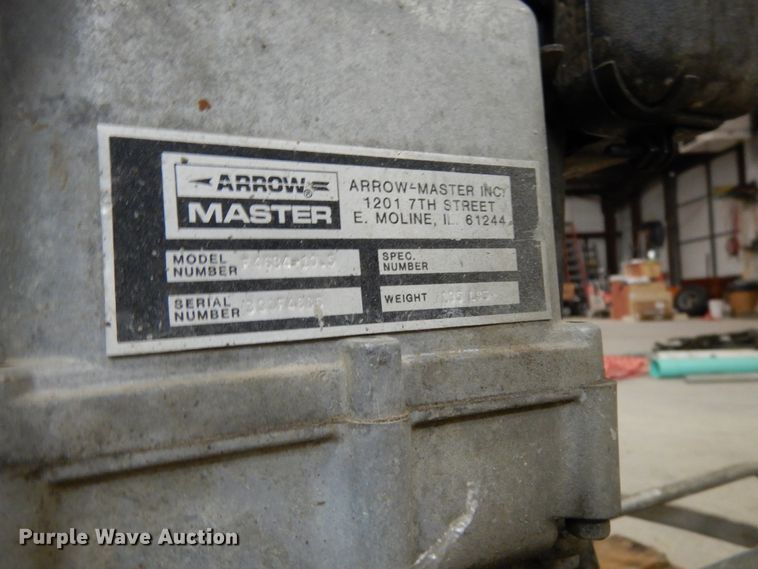 ARROW®
MASTER
ARROW-MASTER INC.
1201 7TH STREET
E. MOLINE, IL 61244
MODEL
NUMBER
SPEC.
NUMBER
SERIAL
NUMBER
WEIGHT
Purple Wave Auction®